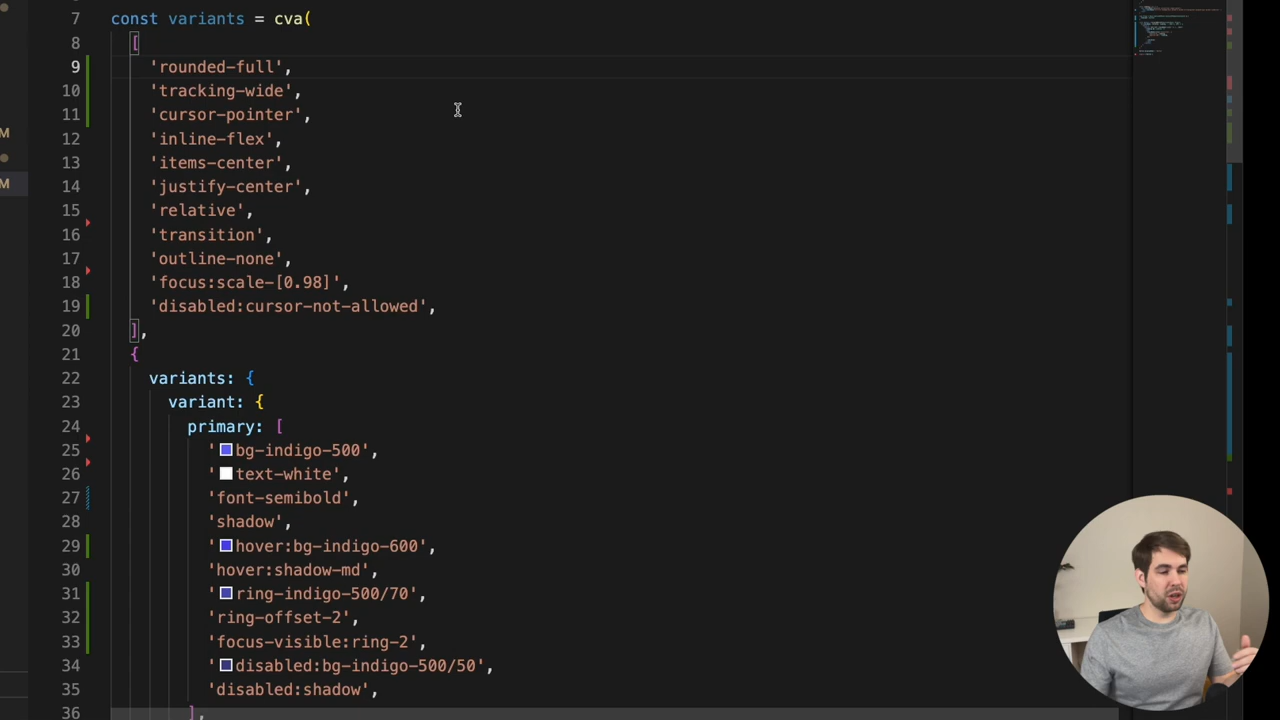 7 const variants = cva(
8 [
9 'rounded-full',
10 'tracking-wide',
11 'cursor-pointer',
12 'inline-flex',
13 'items-center',
14 'justify-center',
15 'relative',
16 'transition',
17 'outline-none',
18 'focus:scale-[0.98]',
19 'disabled:cursor-not-allowed',
20 ],
21 {
22 variants: {
23 variant: {
24 primary: [
25 'bg-indigo-500',
26 'text-white',
27 'font-semibold',
28 'shadow',
29 'hover:bg-indigo-600',
30 'hover:shadow-md',
31 'ring-indigo-500/70',
32 'ring-offset-2',
33 'focus-visible:ring-2',
34 'disabled:bg-indigo-500/50',
35 'disabled:shadow',
36 ],
M
M